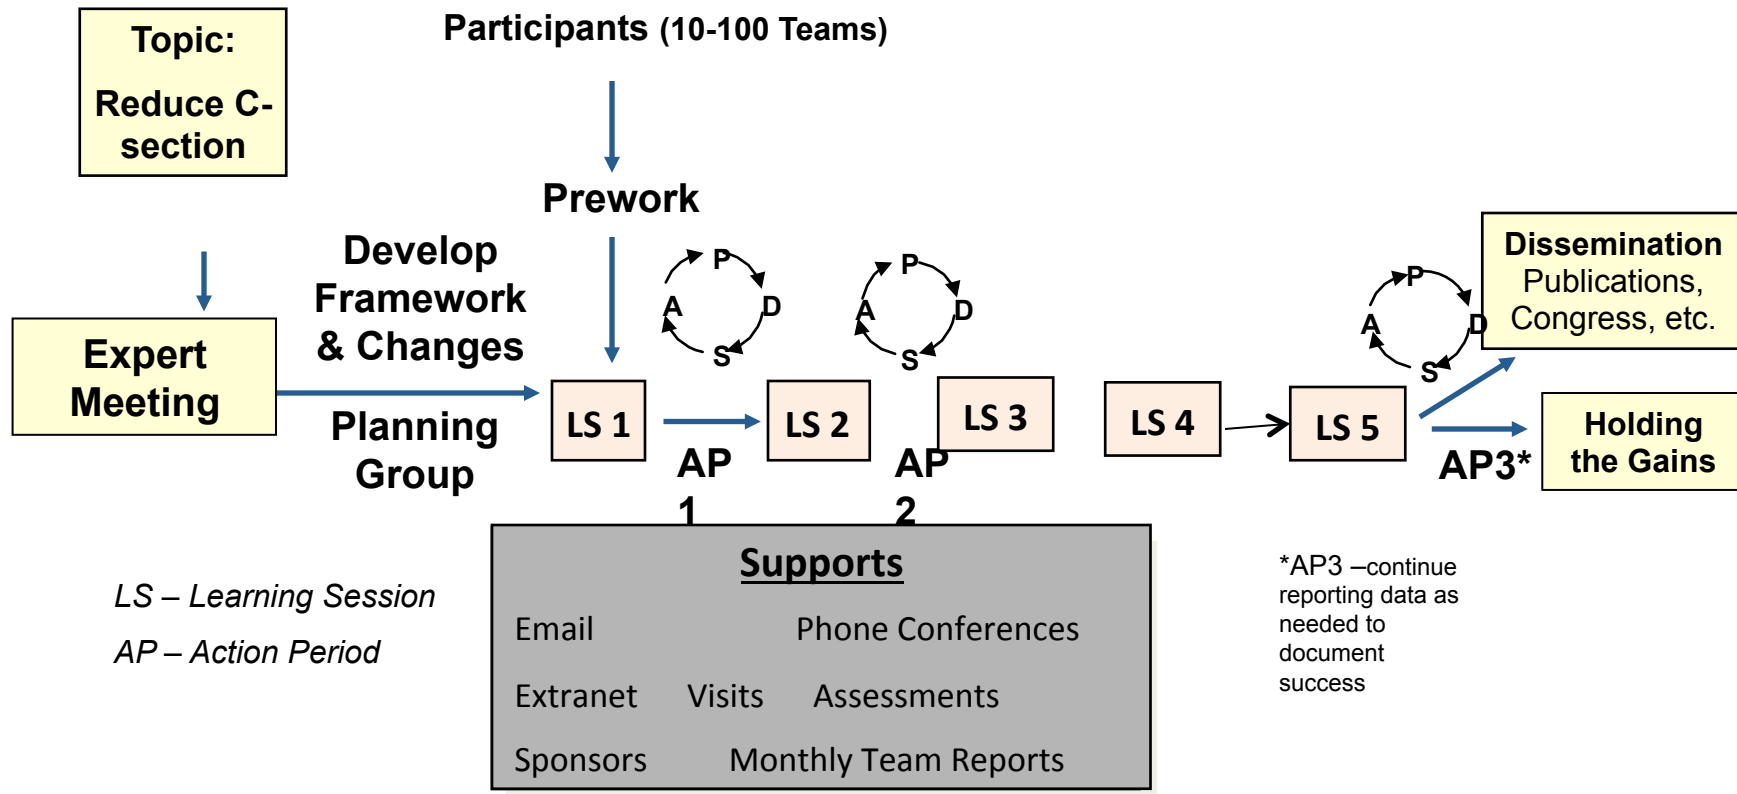 Topic:
Reduce C-
section
Participants (10-100 Teams)
Prework
Develop
Framework
& Changes
Expert
Meeting
Planning
Group
P
A
D
S
P
A
D
S
P
A
D
S
LS 1
LS 2
LS 3
LS 4
LS 5
AP
1
AP
2
AP3*
Dissemination
Publications,
Congress, etc.
Holding
the Gains
LS – Learning Session
AP – Action Period
Supports
Email Phone Conferences
Extranet Visits Assessments
Sponsors Monthly Team Reports
*AP3 –continue
reporting data as
needed to
document
success